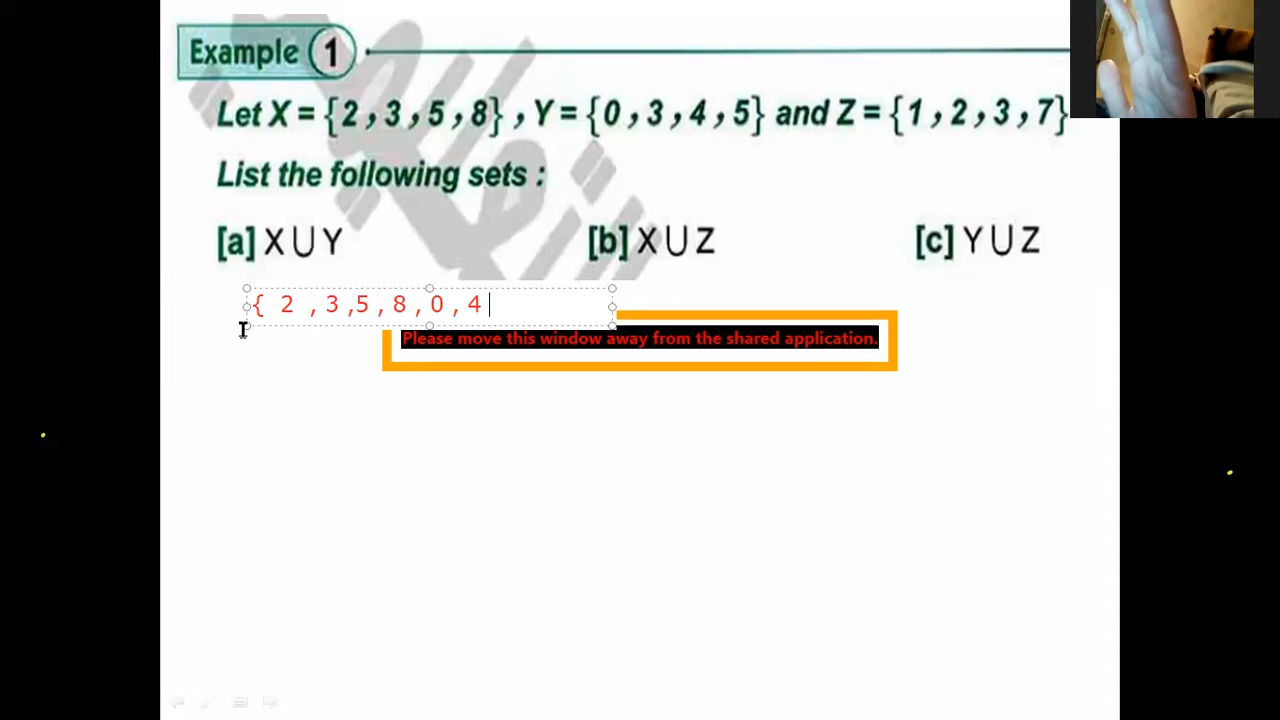 Example 1
Let X = {2 , 3 , 5 , 8} , Y = {0 , 3 , 4 , 5} and Z = {1 , 2 , 3 , 7}
List the following sets :
[a] X ∪ Y [b] X ∪ Z [c] Y ∪ Z
{ 2 , 3 ,5 , 8 , 0 , 4
Please move this window away from the shared application.